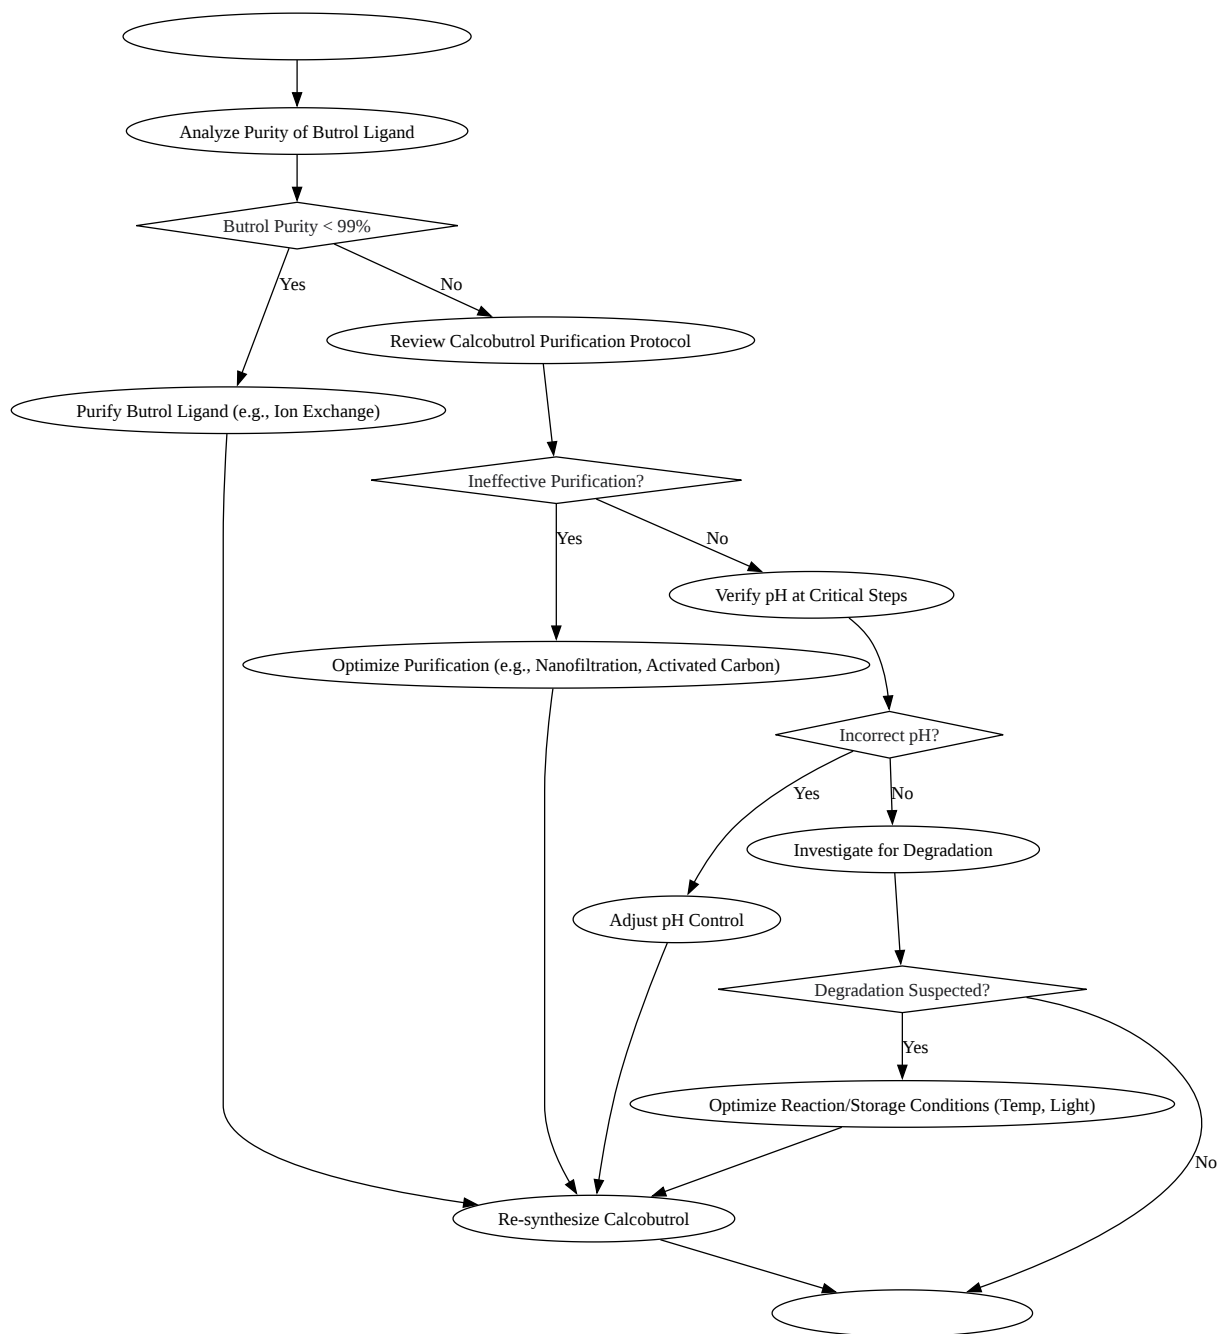 Analyze Purity of Butrol Ligand
Butrol Purity < 99%
Yes
No
Review Calcobutrol Purification Protocol
Purify Butrol Ligand (e.g., Ion Exchange)
Ineffective Purification?
Yes
No
Verify pH at Critical Steps
Optimize Purification (e.g., Nanofiltration, Activated Carbon)
Incorrect pH?
Yes
No
Investigate for Degradation
Adjust pH Control
Degradation Suspected?
Yes
Optimize Reaction/Storage Conditions (Temp, Light)
No
Re-synthesize Calcobutrol